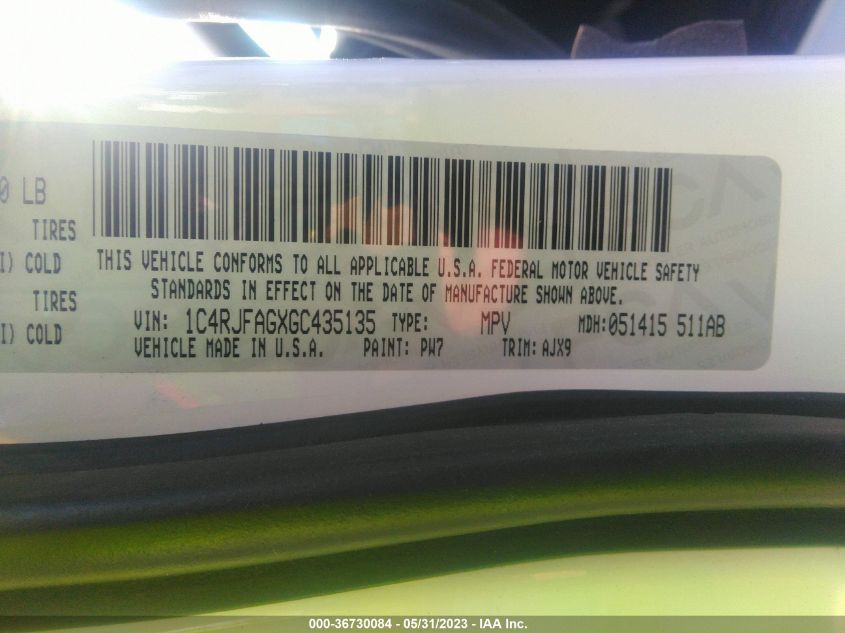 0 LB
TIRES
I) COLD
TIRES
I) COLD
THIS VEHICLE CONFORMS TO ALL APPLICABLE U.S.A. FEDERAL MOTOR VEHICLE SAFETY
STANDARDS IN EFFECT ON THE DATE OF MANUFACTURE SHOWN ABOVE.
VIN: 1C4RJFAGXGC435135 TYPE: MPV MDH:051415 511AB
VEHICLE MADE IN U.S.A. PAINT: PW7 TRIM: AJX9
000-36730084 - 05/31/2023 - IAA Inc.